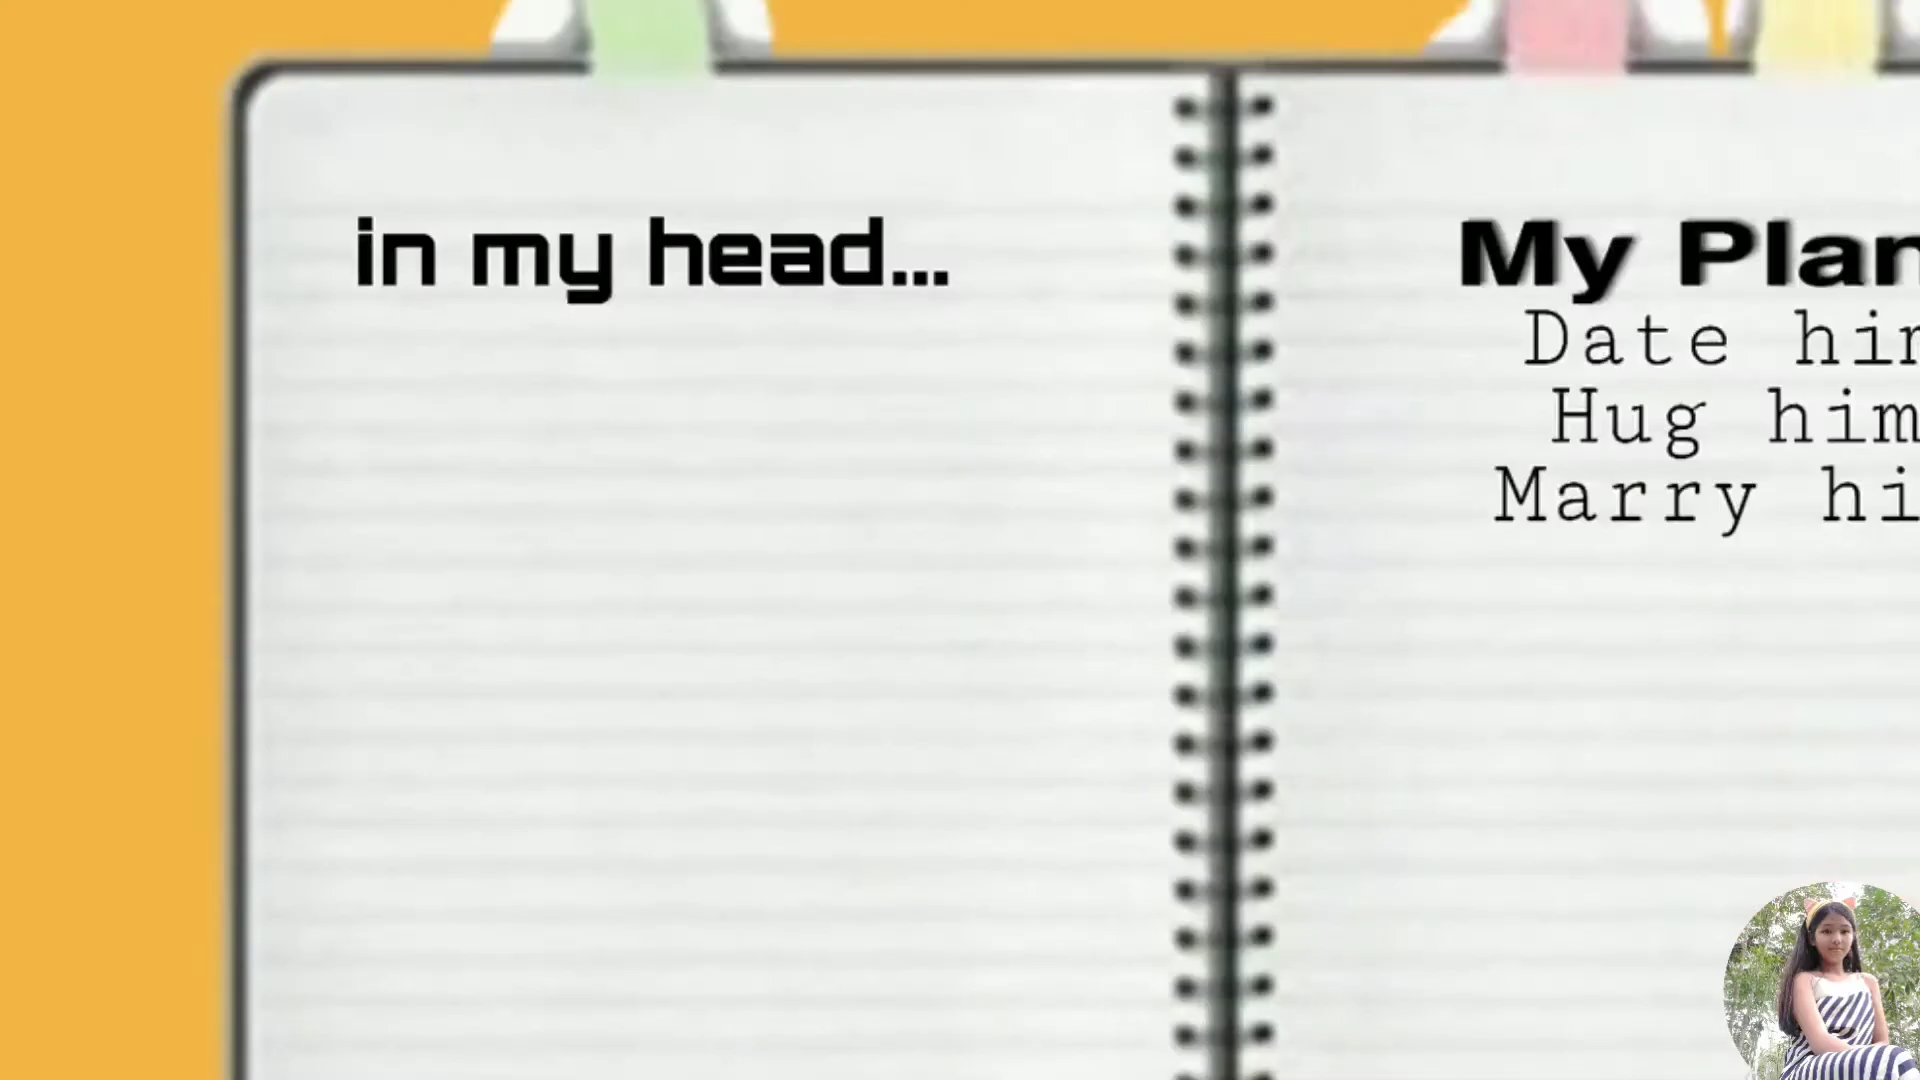 in my head...
My Plan
Date him
Hug him
Marry hi